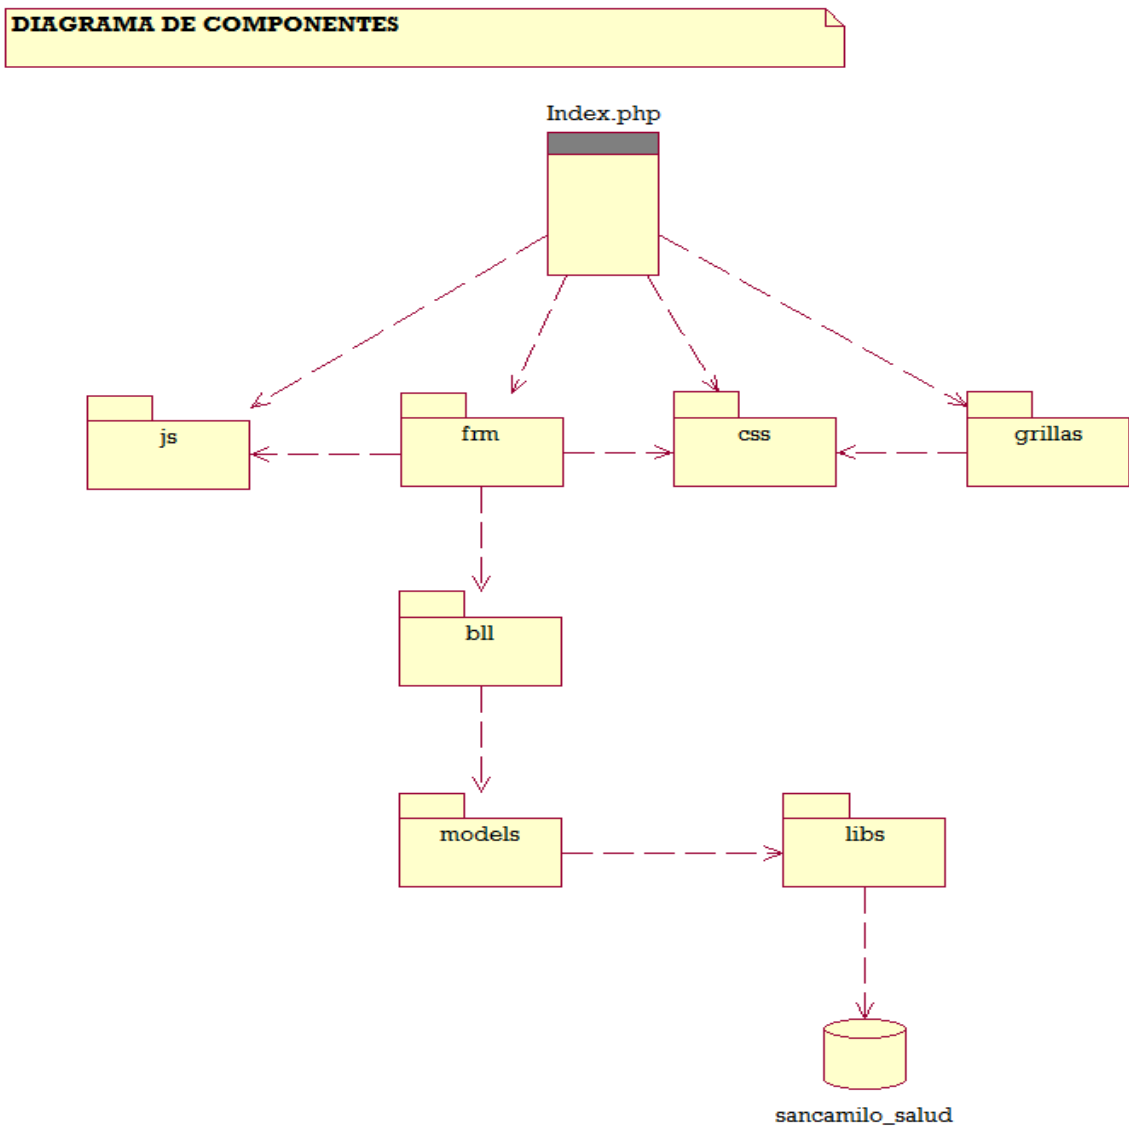 DIAGRAMA DE COMPONENTES
Index.php
js
frm
css
grillas
bll
models
libs
sancamilo_salud